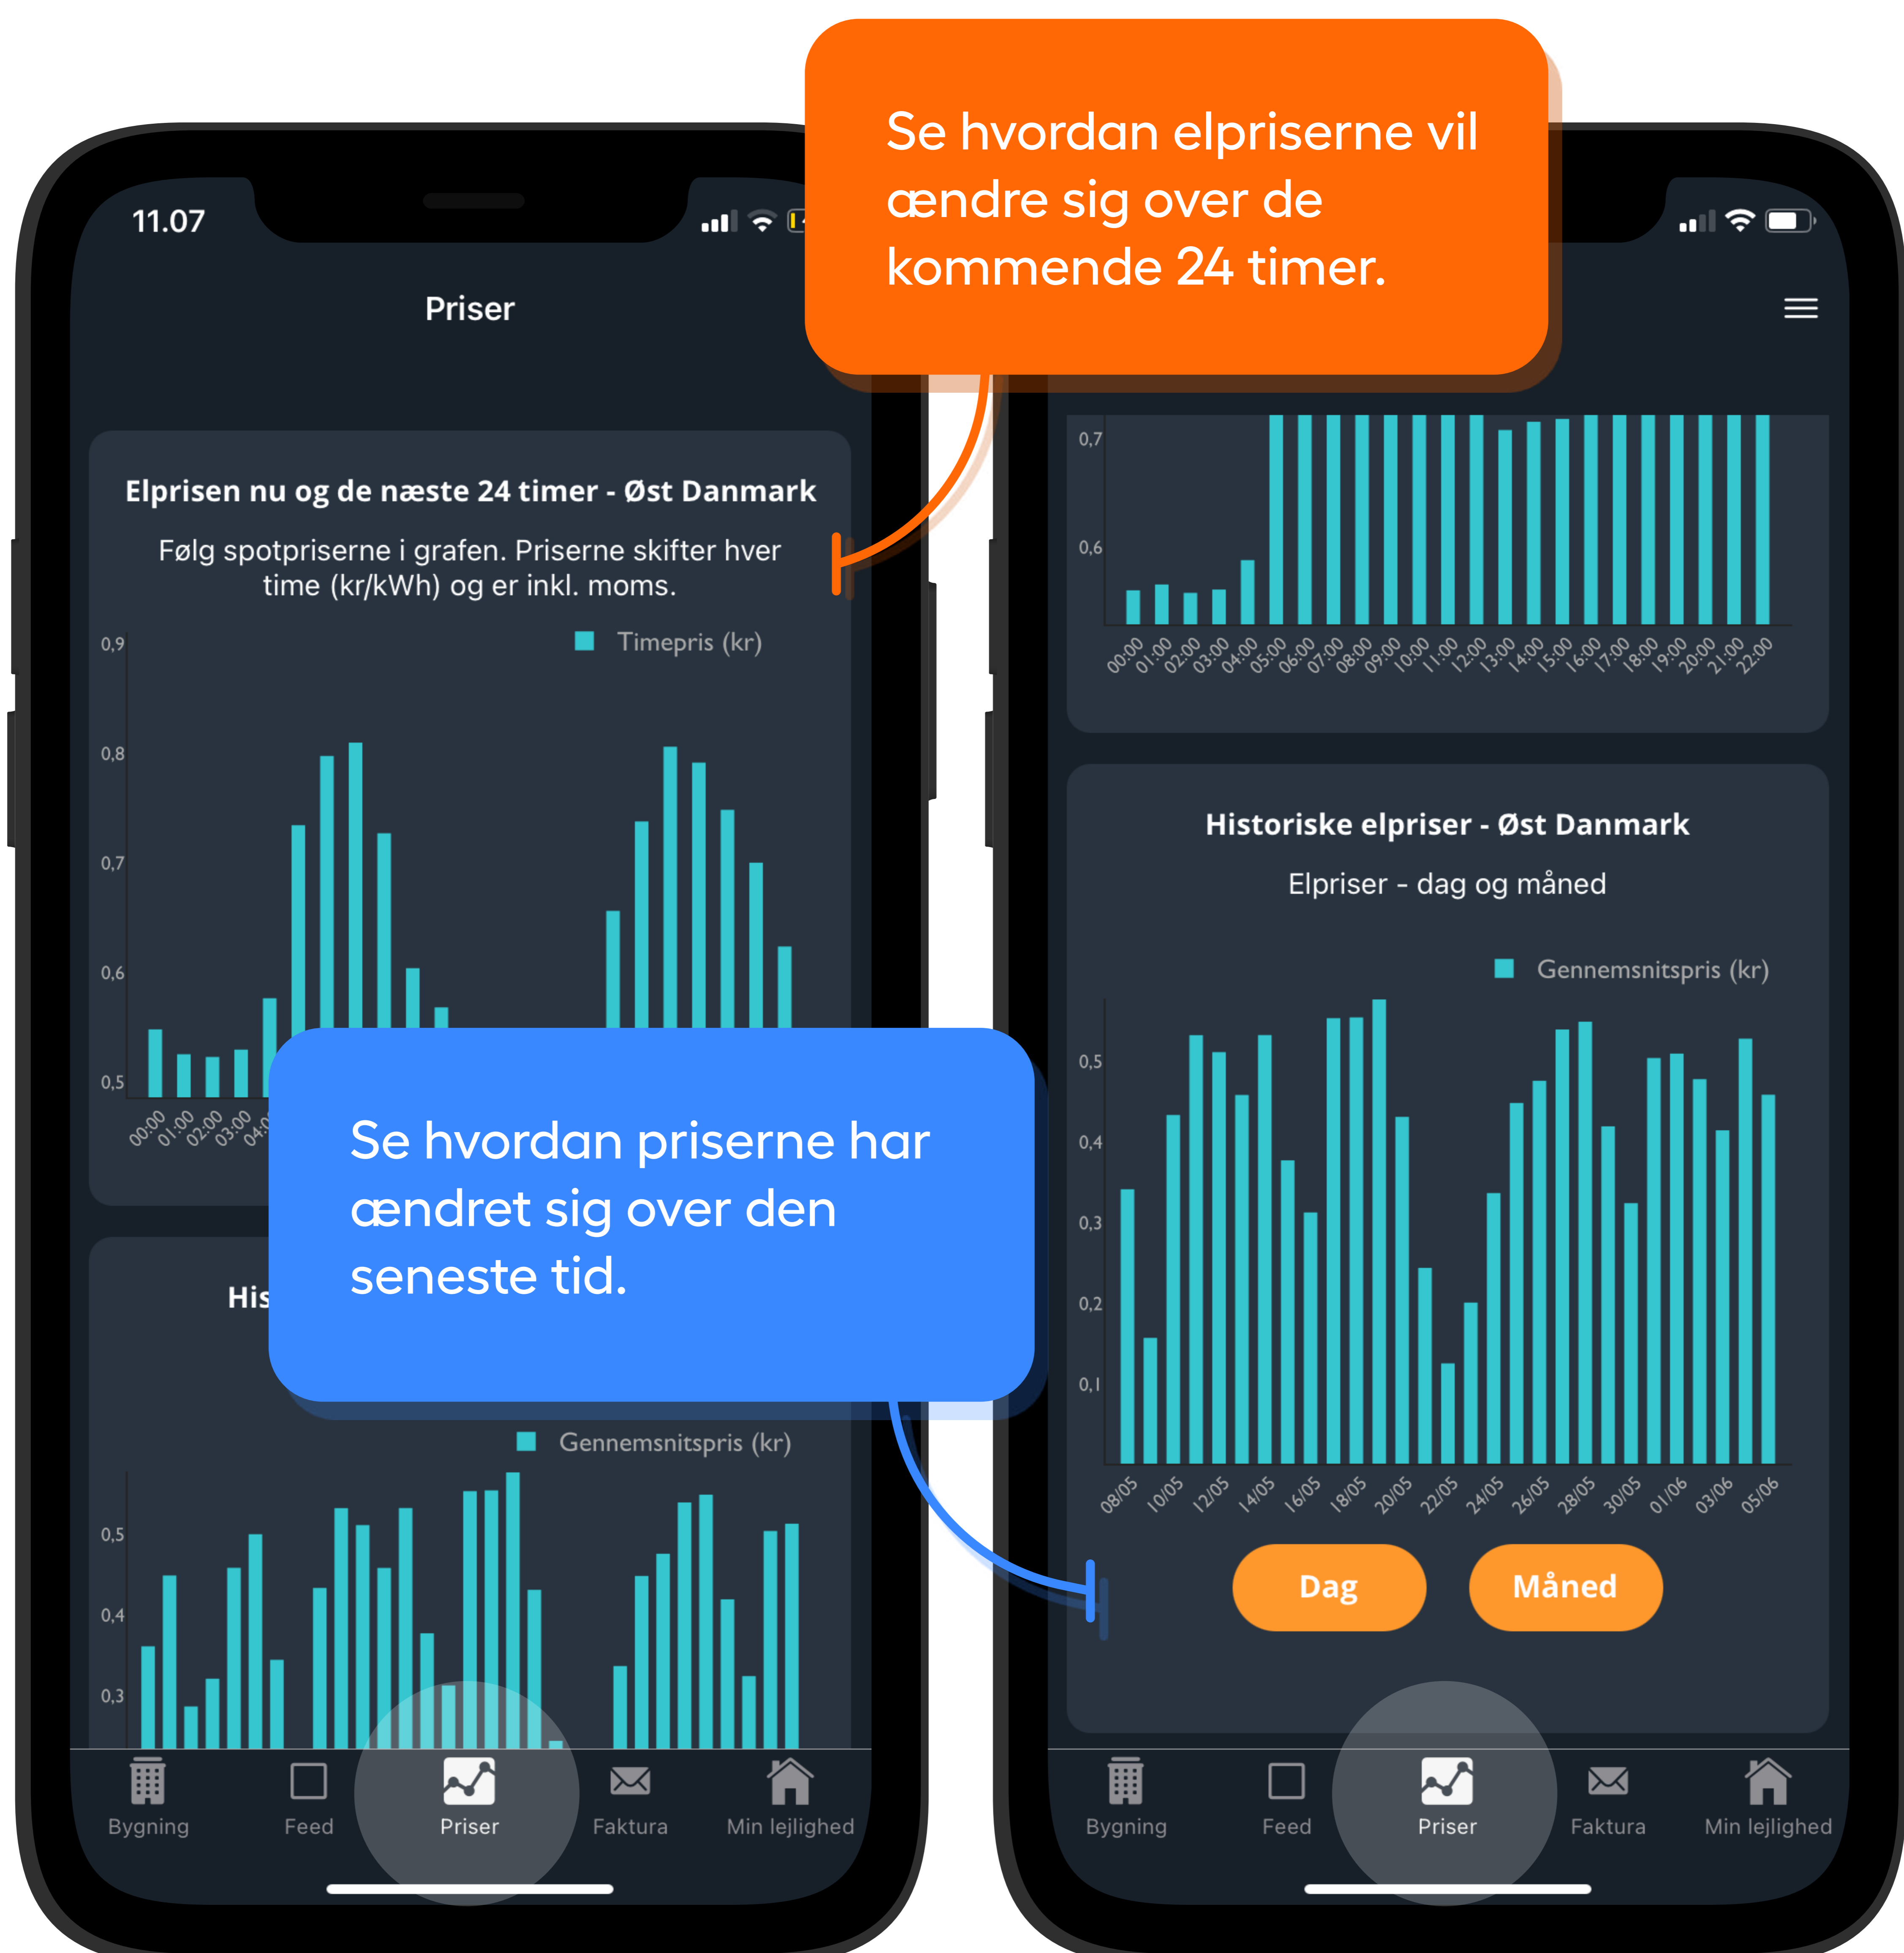 Se hvordan elpriserne vil
ændre sig over de
kommende 24 timer.
11.07
Priser
Elprisen nu og de næste 24 timer - Øst Danmark
Følg spotpriserne i grafen. Priserne skifter hver
time (kr/kWh) og er inkl. moms.
Timepris (kr)
0,9
0,8
0,7
0,6
0,5
00:00 01:00 02:00 03:00
Se hvordan priserne har
ændret sig over den
seneste tid.
Gennemsnitspris (kr)
0,5
0,4
0,3
Bygning Feed Priser Faktura Min lejlighed
0,7
0,6
00:00 01:00 02:00 03:00 04:00 05:00 06:00 07:00 08:00 09:00 10:00 11:00 12:00 13:00 14:00 15:00 16:00 17:00 18:00 19:00 20:00 21:00 22:00
Historiske elpriser - Øst Danmark
Elpriser - dag og måned
Gennemsnitspris (kr)
0,5
0,4
0,3
0,2
0,1
08/05 10/05 12/05 14/05 16/05 18/05 20/05 22/05 24/05 26/05 28/05 30/05 01/06 03/06 05/06
Dag Måned
Bygning Feed Priser Faktura Min lejlighed